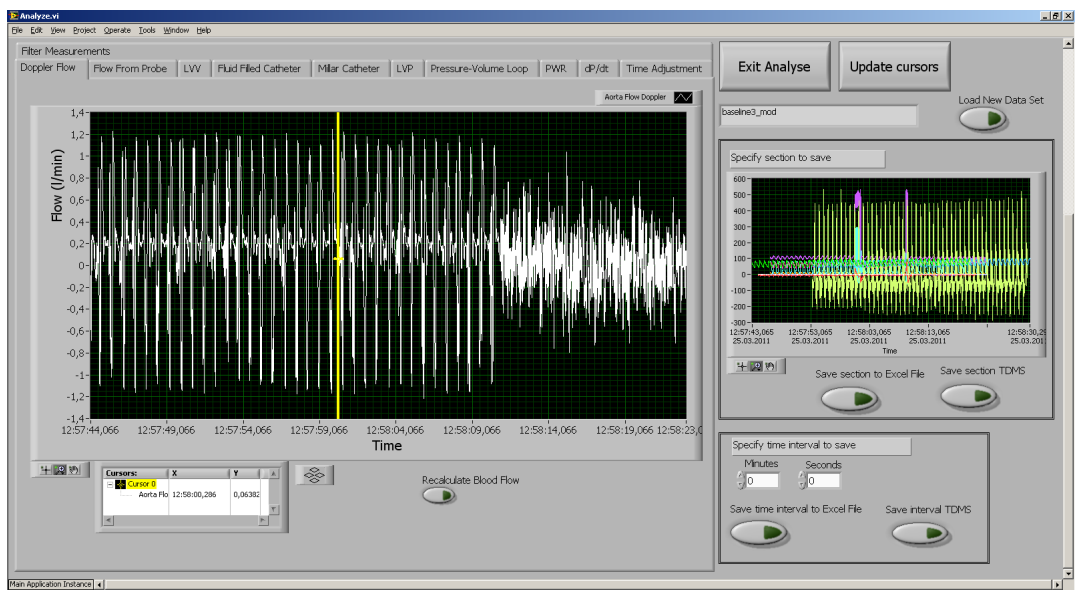 Analyze.vi
File Edit View Project Operate Tools Window Help
Filter Measurements
Doppler Flow Flow From Probe LVV Fluid Filled Catheter Millar Catheter LVP Pressure-Volume Loop PWR dP/dt Time Adjustment
Aorta Flow Doppler
Flow (l/min)
1,4
1,2
1
0,8
0,6
0,4
0,2
0
-0,2
-0,4
-0,6
-0,8
-1
-1,2
-1,4
12:57:44,066 12:57:49,066 12:57:54,066 12:57:59,066 12:58:04,066 12:58:09,066 12:58:14,066 12:58:19,066 12:58:23,0
Time
Cursors: X Y
Cursor 0
Aorta Flo 12:58:00,286 0,06382
Recalculate Blood Flow
Exit Analyse Update cursors
Load New Data Set
baseline3_mod
Specify section to save
600
500
400
300
200
100
0
-100
-200
-300
12:57:43,065 12:57:53,065 12:58:03,065 12:58:13,065 12:58:30,29
25.03.2011 25.03.2011 25.03.2011 25.03.2011 25.03.201
Time
Save section to Excel File Save section TDMS
Specify time interval to save
Minutes Seconds
0 0
Save time interval to Excel File Save interval TDMS
Main Application Instance